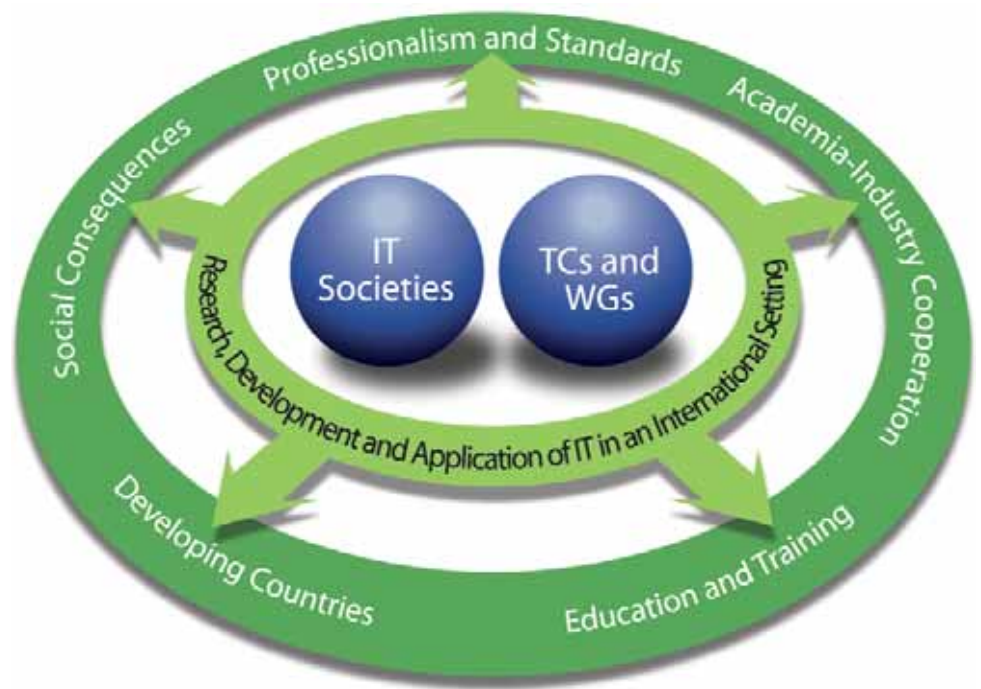 Professionalism and Standards
Academia-Industry Cooperation
Social Consequences
IT
Societies
TCs and
WGs
Research, Development and Application of IT in an International Setting
Developing Countries
Education and Training